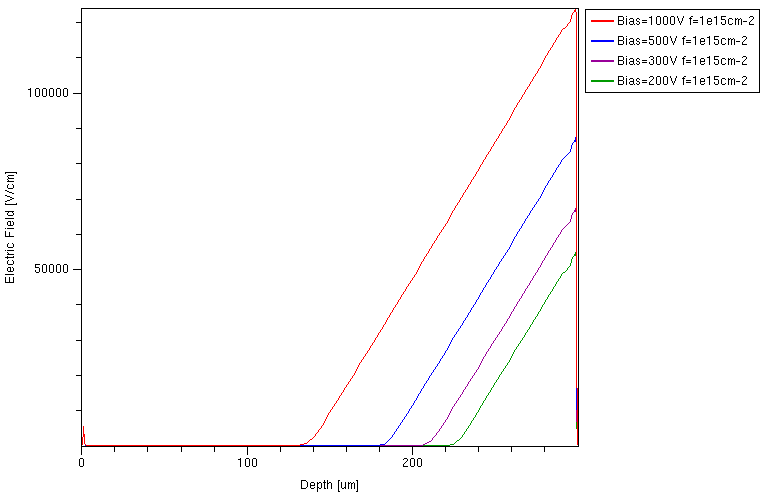 Bias=1000V f=1e15cm-2
Bias=500V f=1e15cm-2
Bias=300V f=1e15cm-2
Bias=200V f=1e15cm-2
100000
50000
Electric Field [V/cm]
0
100
200
Depth [um]